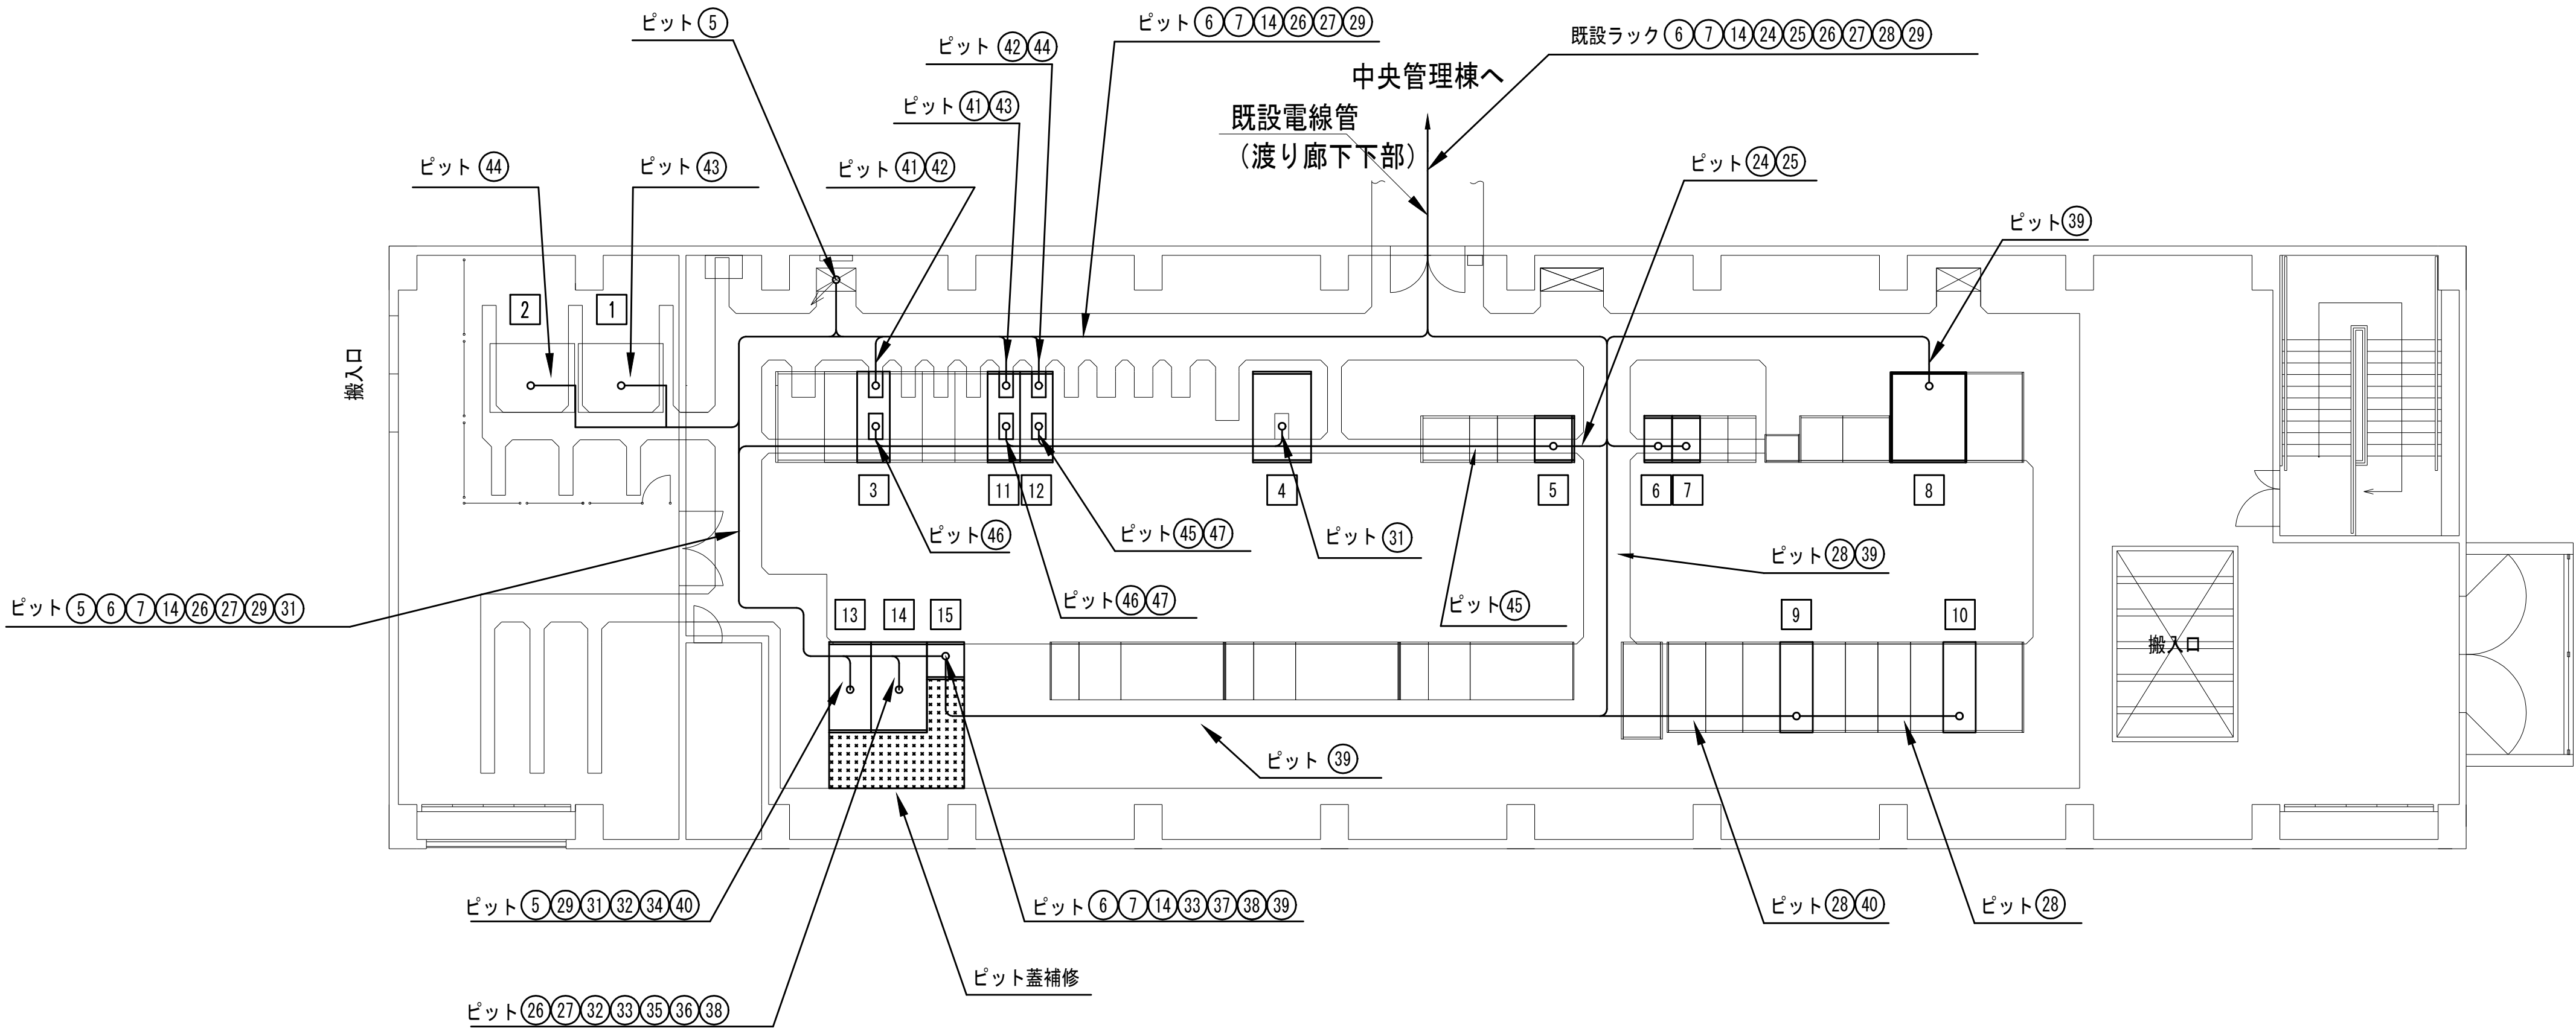 ピット⑤
ピット⑥⑦⑭㉖㉗㉙
ピット㊷㊹
既設ラック⑥⑦⑭㉔㉕㉖㉗㉘㉙
中央管理棟へ
既設電線管
(渡り廊下下部)
ピット㊶㊸
ピット㊹
ピット㊸
ピット㊶㊷
ピット㉔㉕
ピット㊴
2
1
搬入口
3
11
12
4
5
6
7
8
ピット㊻
ピット㊺㊼
ピット㉛
ピット㉘㊴
ピット⑤⑥⑦⑭㉖㉗㉙㉛
ピット㊻㊼
ピット㊺
13
14
15
9
10
搬入口
ピット㊴
ピット⑤㉙㉛㉜㉞㊵
ピット⑥⑦⑭㉝㊲㊳㊴
ピット㉘㊵
ピット㉘
ピット蓋補修
ピット㉖㉗㉜㉝㉟㊱㊳